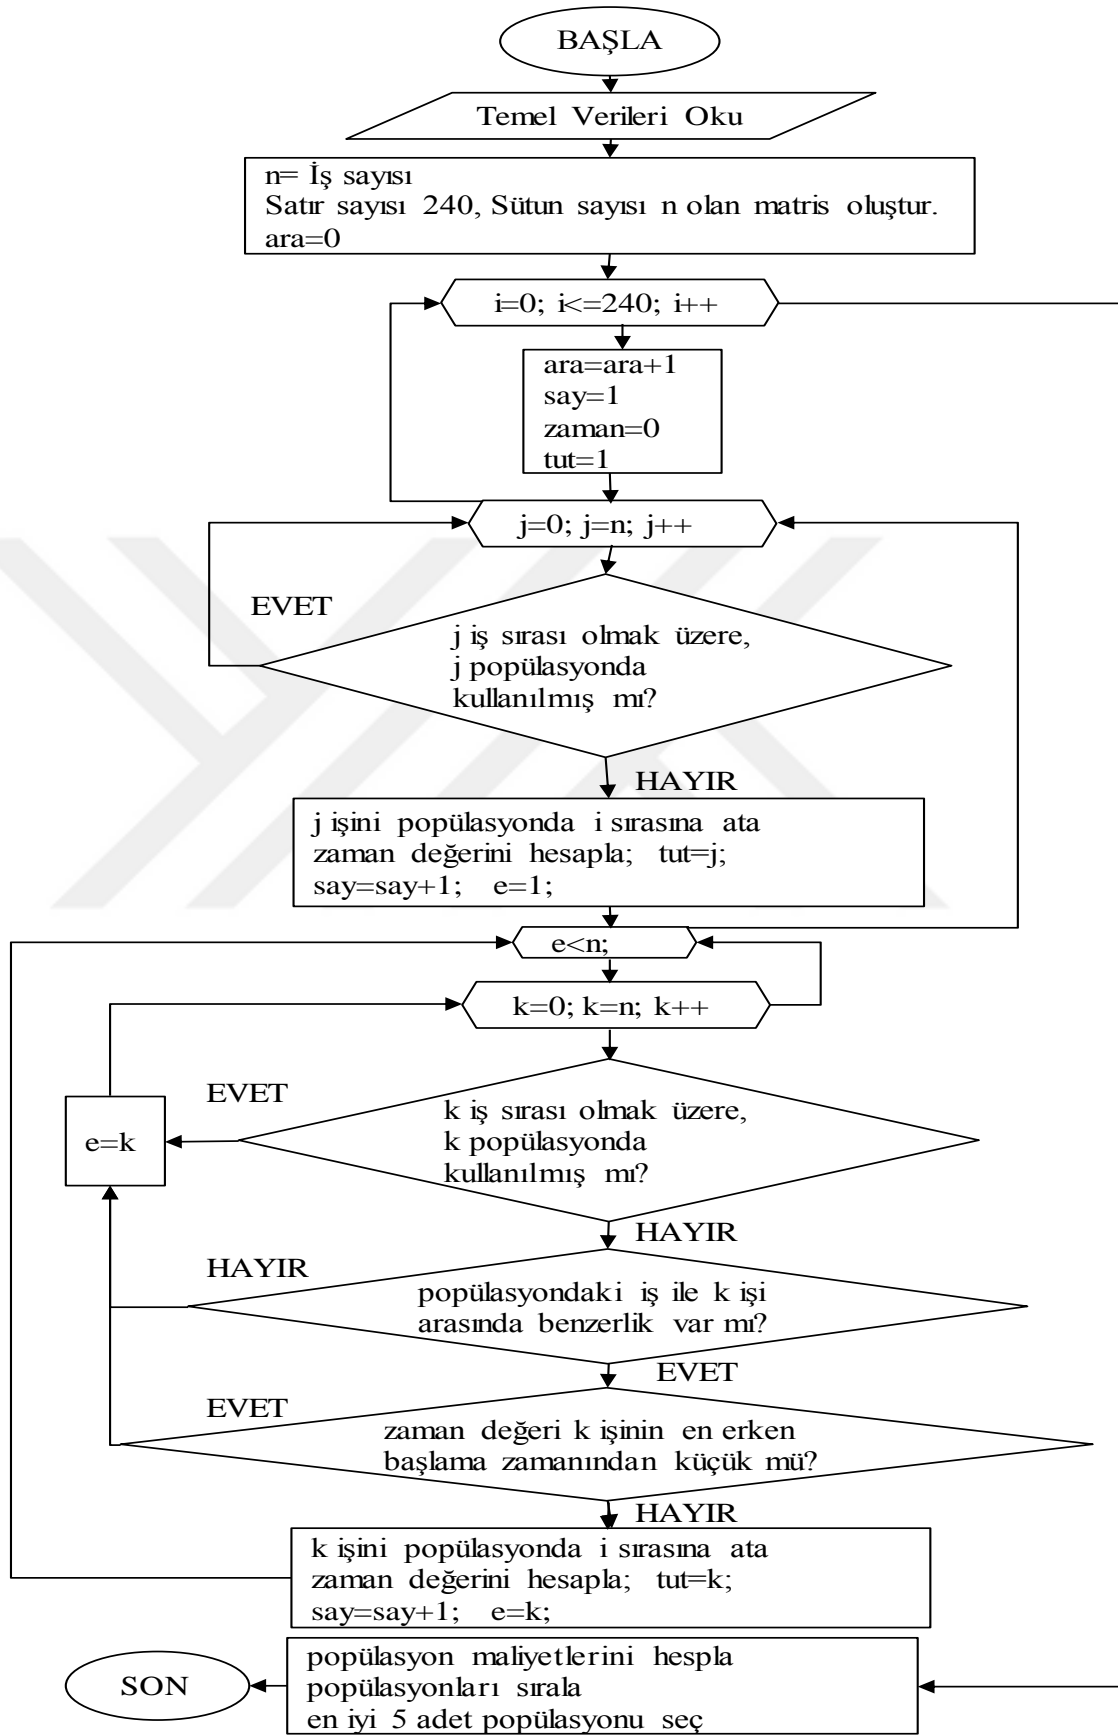 BAŞLA
Temel Verileri Oku
n= İş sayısı
Satır sayısı 240, Sütun sayısı n olan matris oluştur.
ara=0
i=0; i<=240; i++
ara=ara+1
say=1
zaman=0
tut=1
j=0; j=n; j++
EVET
j iş sırası olmak üzere,
j popülasyonda
kullanılmış mı?
HAYIR
j işini popülasyonda i sırasına ata
zaman değerini hesapla; tut=j;
say=say+1; e=1;
e<n;
k=0; k=n; k++
EVET
e=k
k iş sırası olmak üzere,
k popülasyonda
kullanılmış mı?
HAYIR
HAYIR
popülasyondaki iş ile k işi
arasında benzerlik var mı?
EVET
EVET
zaman değeri k işinin en erken
başlama zamanından küçük mü?
HAYIR
k işini popülasyonda i sırasına ata
zaman değerini hesapla; tut=k;
say=say+1; e=k;
SON
popülasyon maliyetlerini hespla
popülasyonları sırala
en iyi 5 adet popülasyonu seç